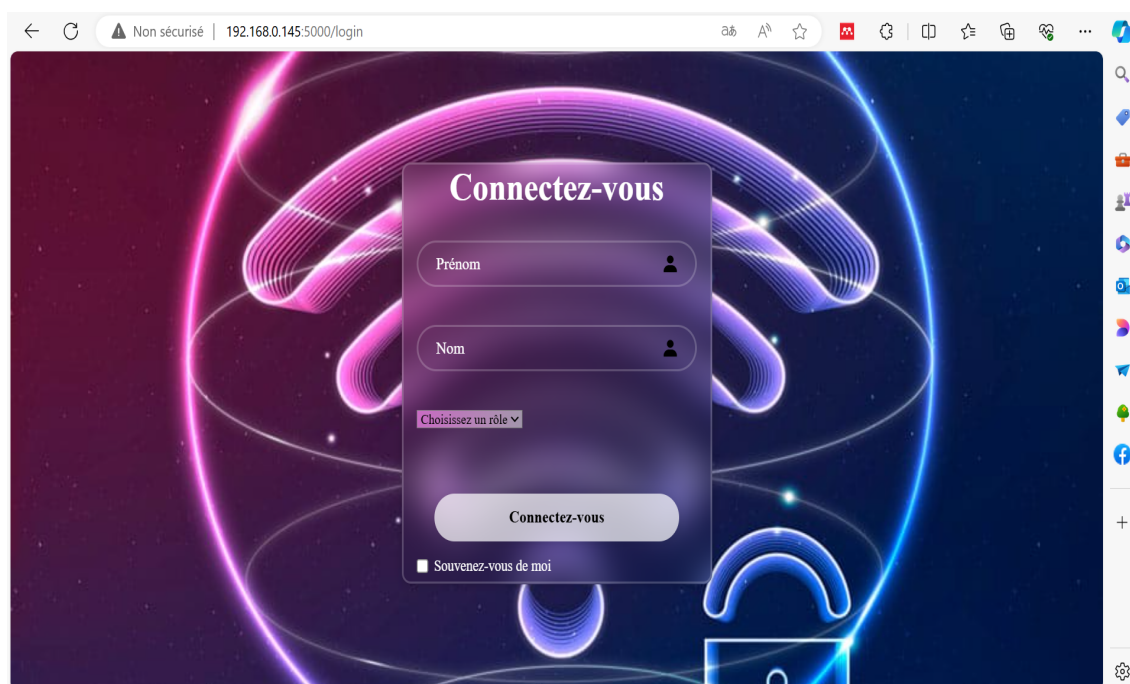 Non sécurisé | 192.168.0.145:5000/login
Connectez-vous
Prénom
Nom
Choisissez un rôle
Connectez-vous
Souvenez-vous de moi